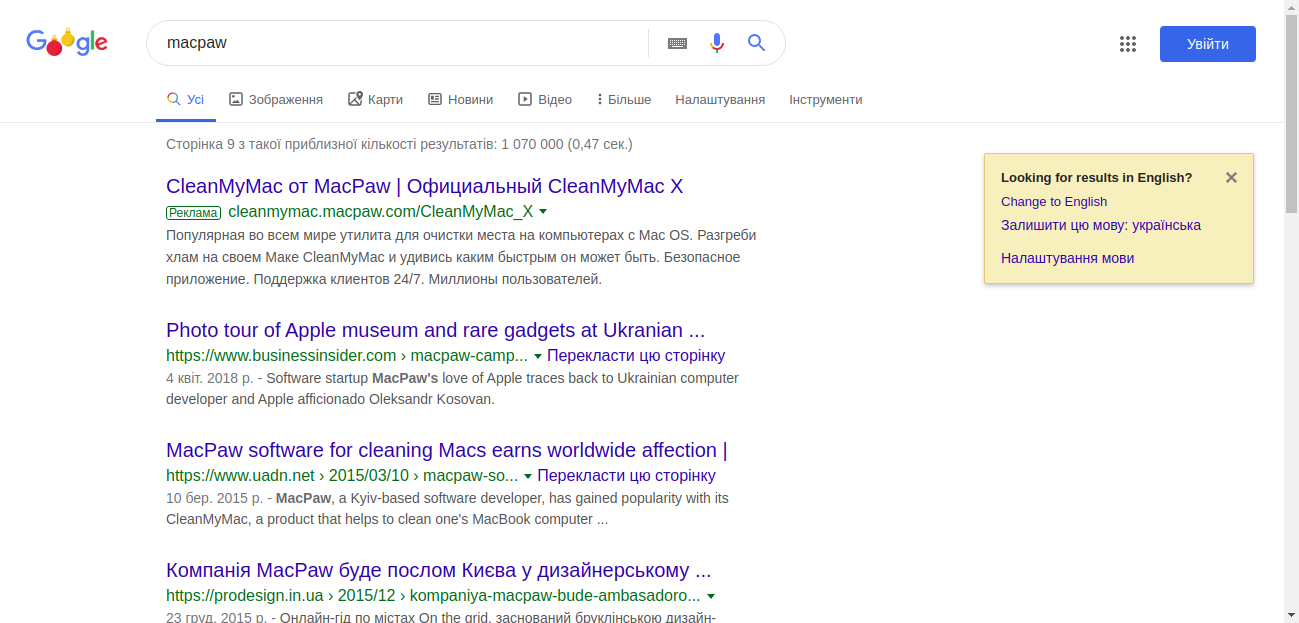 Google
macpaw
Увійти
Усі
Зображення
Карти
Новини
Відео
Більше
Налаштування
Інструменти
Сторінка 9 з такої приблизної кількості результатів: 1 070 000 (0,47 сек.)
Looking for results in English?
Change to English
Залишити цю мову: українська
Налаштування мови
CleanMyMac от MacPaw | Официальный CleanMyMac X
Реклама cleanmymac.macpaw.com/CleanMyMac_X
Популярная во всем мире утилита для очистки места на компьютерах с Mac OS. Разгреби
хлам на своем Маке CleanMyMac и удивись каким быстрым он может быть. Безопасное
приложение. Поддержка клиентов 24/7. Миллионы пользователей.
Photo tour of Apple museum and rare gadgets at Ukranian ...
https://www.businessinsider.com › macpaw-camp... Перекласти цю сторінку
4 квіт. 2018 р. - Software startup MacPaw's love of Apple traces back to Ukrainian computer
developer and Apple afficionado Oleksandr Kosovan.
MacPaw software for cleaning Macs earns worldwide affection |
https://www.uadn.net › 2015/03/10 › macpaw-so... Перекласти цю сторінку
10 бер. 2015 р. - MacPaw, a Kyiv-based software developer, has gained popularity with its
CleanMyMac, a product that helps to clean one's MacBook computer ...
Компанія MacPaw буде послом Києва у дизайнерському ...
https://prodesign.in.ua › 2015/12 › kompaniya-macpaw-bude-ambasadoro...
23 груд. 2015 р. - Онлайн-гід по містах On the grid, заснований бруклінською дизайн-